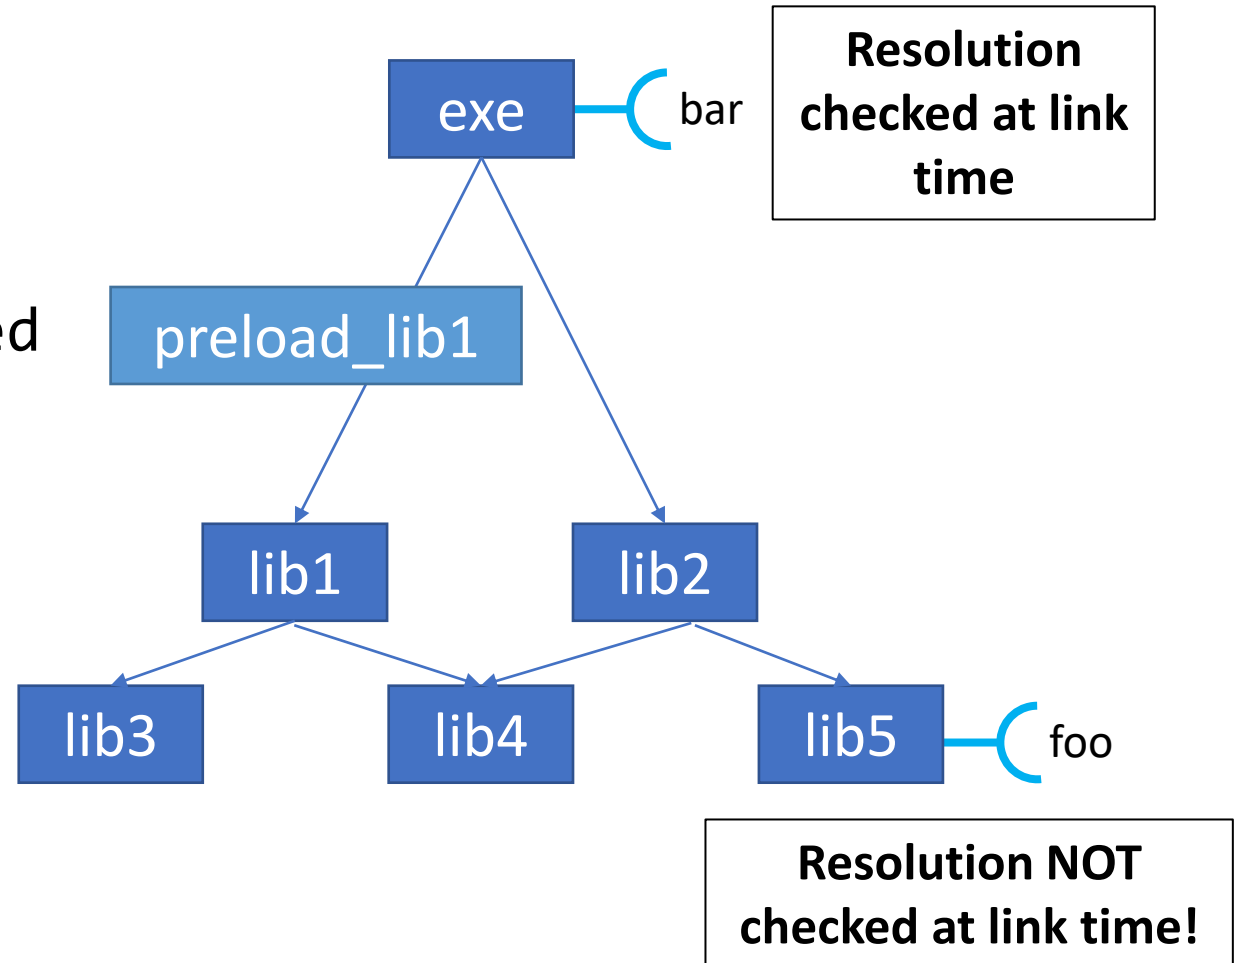 exe
bar
Resolution
checked at link
time
ed
preload_lib1
lib1
lib2
lib3
lib4
lib5
foo
Resolution NOT
checked at link time!